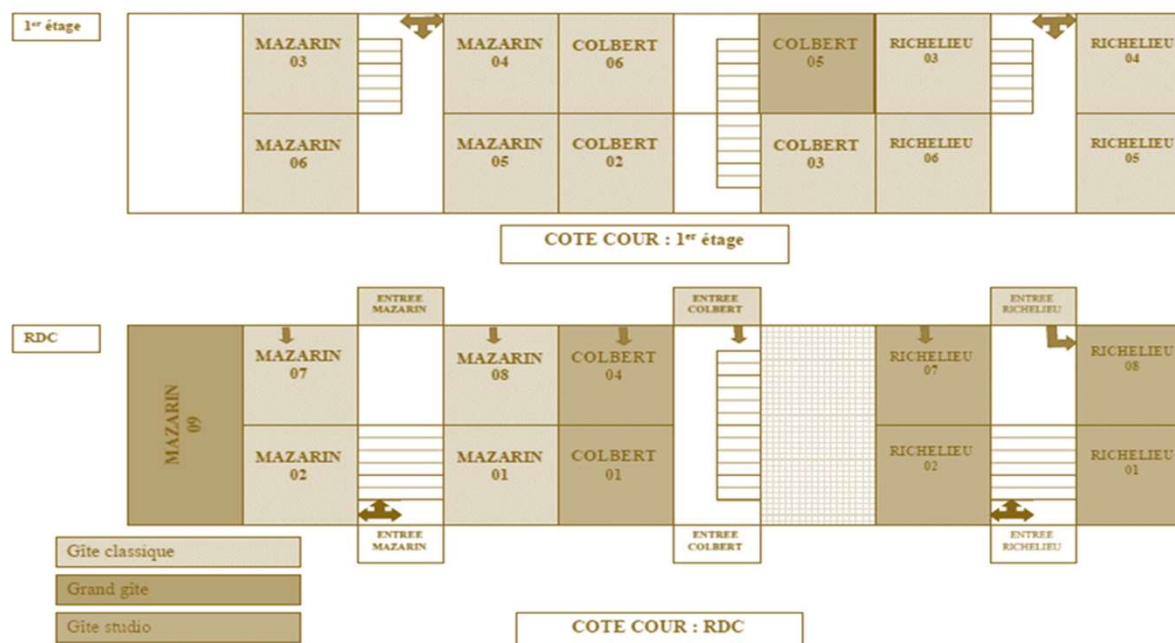 1er étage
MAZARIN
03
MAZARIN
04
COLBERT
06
COLBERT
05
RICHELIEU
03
RICHELIEU
04
MAZARIN
06
MAZARIN
05
COLBERT
02
COLBERT
03
RICHELIEU
06
RICHELIEU
05
COTE COUR : 1er étage
ENTREE
MAZARIN
ENTREE
COLBERT
ENTREE
RICHELIEU
RDC
MAZARIN
09
MAZARIN
07
MAZARIN
08
COLBERT
04
RICHELIEU
07
RICHELIEU
08
MAZARIN
02
MAZARIN
01
COLBERT
01
RICHELIEU
02
RICHELIEU
01
ENTREE
MAZARIN
ENTREE
COLBERT
ENTREE
RICHELIEU
Gîte classique
Grand gîte
Gîte studio
COTE COUR : RDC